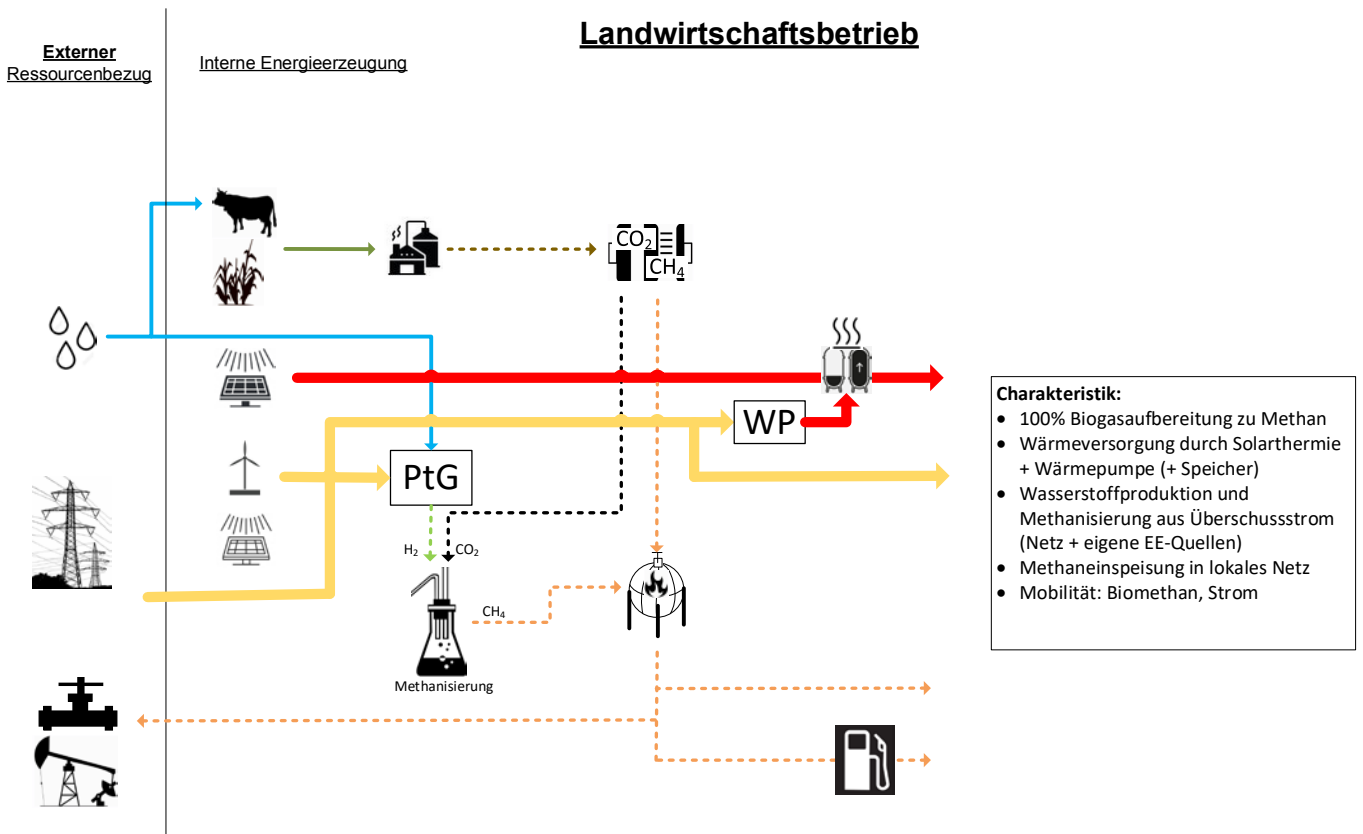 Landwirtschaftsbetrieb
Externer
Ressourcenbezug
Interne Energieerzeugung
CO₂
CH₄
WP
PtG
H₂
CO₂
CH₄
Methanisierung
Charakteristik:
• 100% Biogasaufbereitung zu Methan
• Wärmeversorgung durch Solarthermie
+ Wärmepumpe (+ Speicher)
• Wasserstoffproduktion und
Methanisierung aus Überschussstrom
(Netz + eigene EE-Quellen)
• Methaneinspeisung in lokales Netz
• Mobilität: Biomethan, Strom